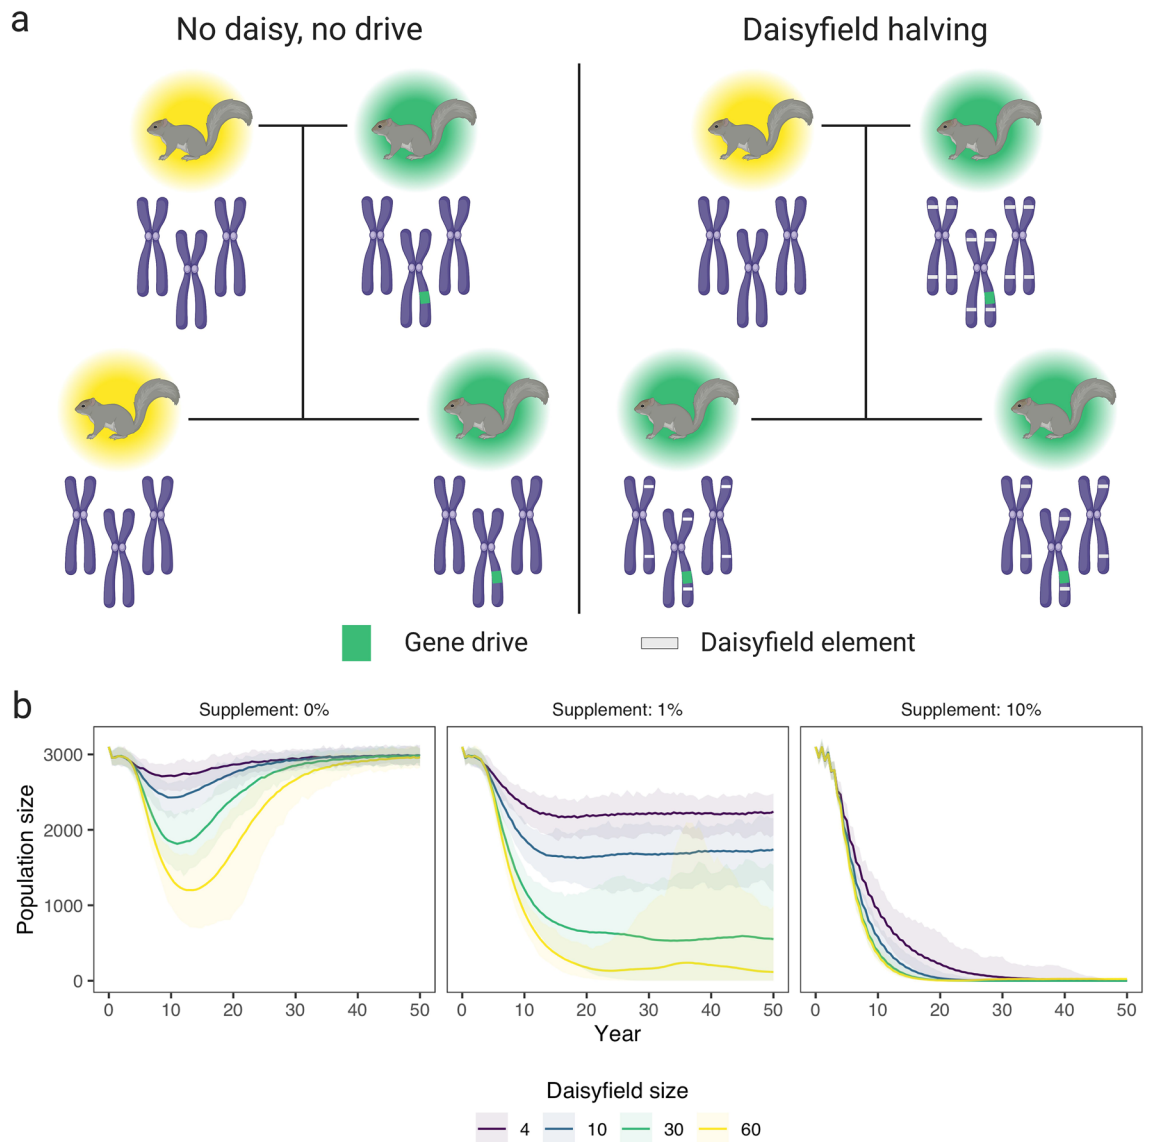 a
No daisy, no drive
Daisyfield halving
Gene drive
Daisyfield element
b
Supplement: 0%
Supplement: 1%
Supplement: 10%
Population size
3000
2000
1000
0
0 10 20 30 40 50
0 10 20 30 40 50
0 10 20 30 40 50
Year
Daisyfield size
4 10 30 60